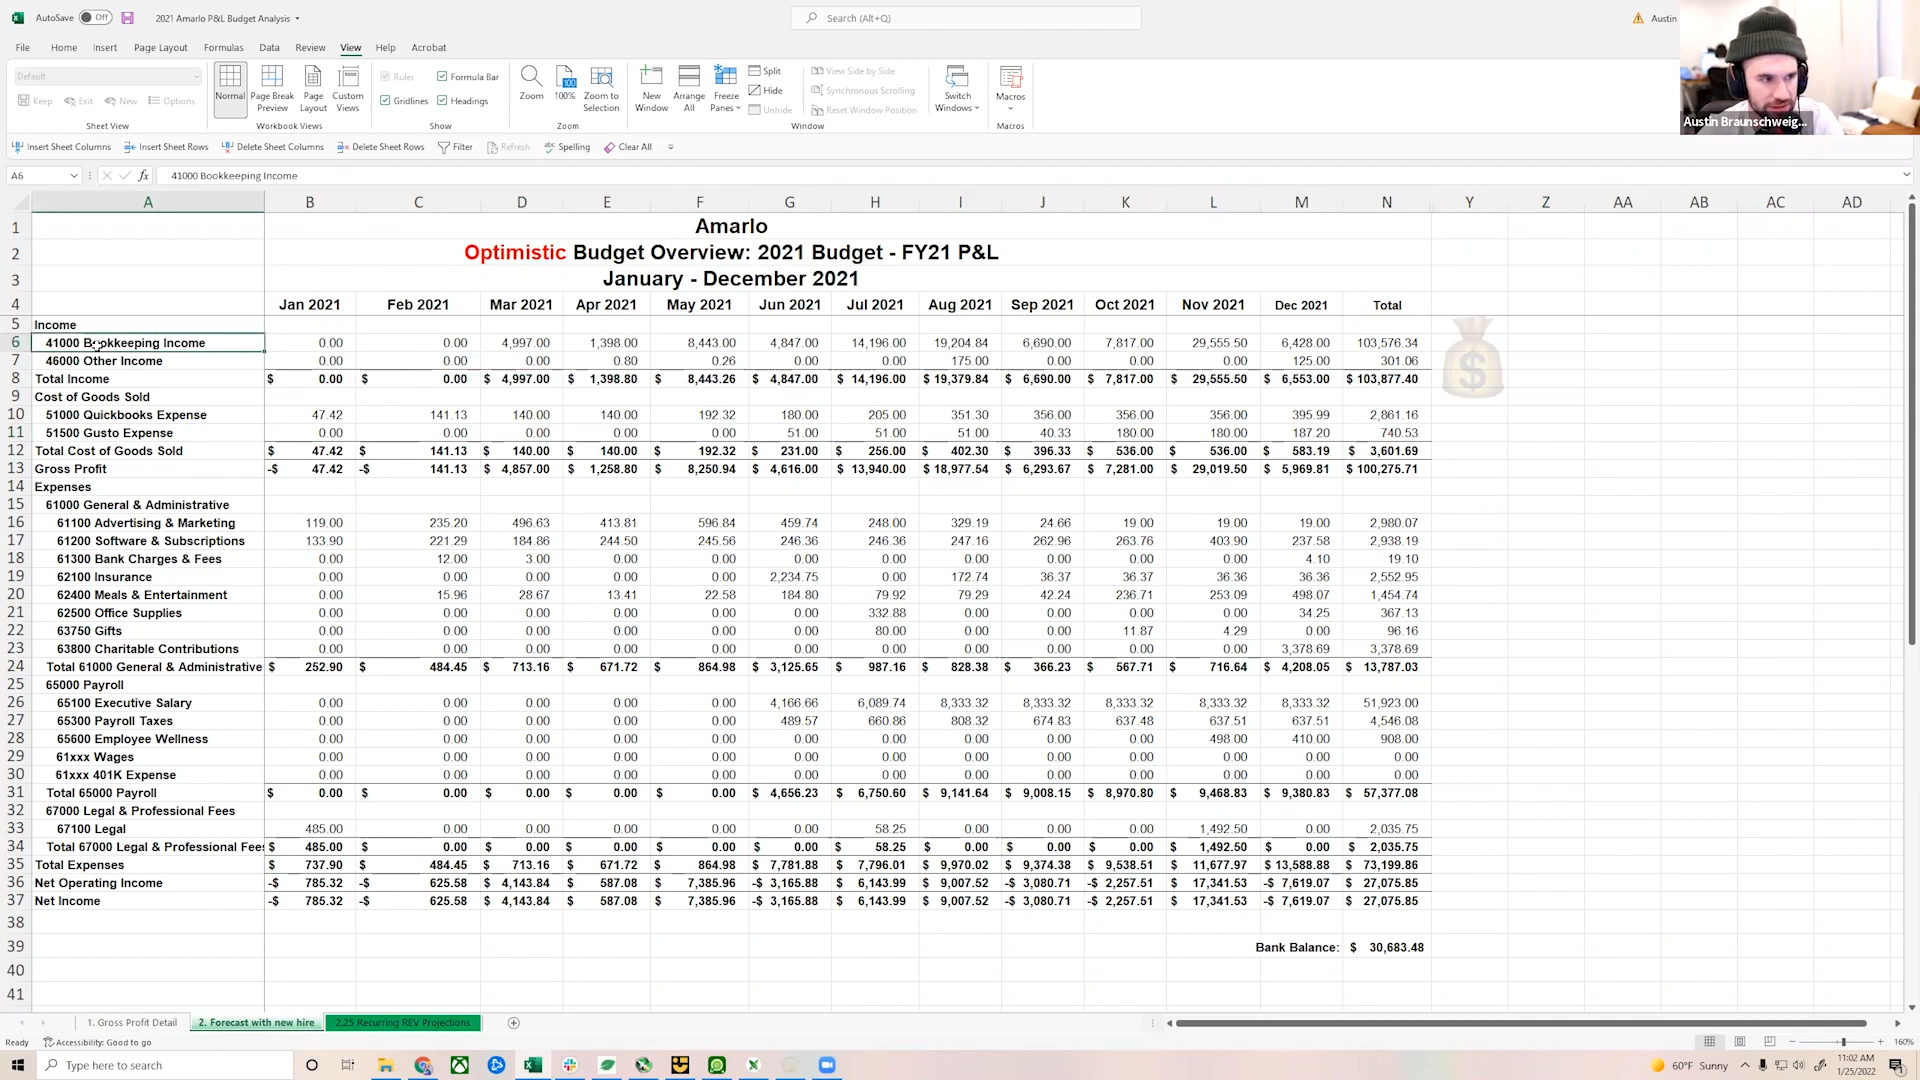 AutoSave Off 2021 Amarlo P&L Budget Analysis Search (Alt+Q) Austin
File Home Insert Page Layout Formulas Data Review View Help Acrobat
Default
Keep Exit New Options
Sheet View
Normal Page Break Preview Page Layout Custom Views
Workbook Views
Ruler Formula Bar
Gridlines Headings
Show
Zoom 100% Zoom to Selection
Zoom
New Window Arrange All Freeze Panes
Split Hide Unhide
View Side by Side
Synchronous Scrolling
Reset Window Position
Switch Windows
Window
Macros
Macros
Austin Braunschweig...
Insert Sheet Columns Insert Sheet Rows Delete Sheet Columns Delete Sheet Rows Filter Refresh Spelling Clear All
A6 fx 41000 Bookkeeping Income
A B C D E F G H I J K L M N Y Z AA AB AC AD
1 Amarlo
2 Optimistic Budget Overview: 2021 Budget - FY21 P&L
3 January - December 2021
4 Jan 2021 Feb 2021 Mar 2021 Apr 2021 May 2021 Jun 2021 Jul 2021 Aug 2021 Sep 2021 Oct 2021 Nov 2021 Dec 2021 Total
5 Income
6 41000 Bookkeeping Income 0.00 0.00 4,997.00 1,398.00 8,443.00 4,847.00 14,196.00 19,204.84 6,690.00 7,817.00 29,555.50 6,428.00 103,576.34
7 46000 Other Income 0.00 0.00 0.00 0.80 0.26 0.00 0.00 175.00 0.00 0.00 0.00 125.00 301.06
8 Total Income $ 0.00 $ 0.00 $ 4,997.00 $ 1,398.80 $ 8,443.26 $ 4,847.00 $ 14,196.00 $ 19,379.84 $ 6,690.00 $ 7,817.00 $ 29,555.50 $ 6,553.00 $ 103,877.40
9 Cost of Goods Sold
10 51000 Quickbooks Expense 47.42 141.13 140.00 140.00 192.32 180.00 205.00 351.30 356.00 356.00 356.00 395.99 2,861.16
11 51500 Gusto Expense 0.00 0.00 0.00 0.00 0.00 51.00 51.00 51.00 40.33 180.00 180.00 187.20 740.53
12 Total Cost of Goods Sold $ 47.42 $ 141.13 $ 140.00 $ 140.00 $ 192.32 $ 231.00 $ 256.00 $ 402.30 $ 396.33 $ 536.00 $ 536.00 $ 583.19 $ 3,601.69
13 Gross Profit -$ 47.42 -$ 141.13 $ 4,857.00 $ 1,258.80 $ 8,250.94 $ 4,616.00 $ 13,940.00 $ 18,977.54 $ 6,293.67 $ 7,281.00 $ 29,019.50 $ 5,969.81 $ 100,275.71
14 Expenses
15 61000 General & Administrative
16 61100 Advertising & Marketing 119.00 235.20 496.63 413.81 596.84 459.74 248.00 329.19 24.66 19.00 19.00 19.00 2,980.07
17 61200 Software & Subscriptions 133.90 221.29 184.86 244.50 245.56 246.36 246.36 247.16 262.96 263.76 403.90 237.58 2,938.19
18 61300 Bank Charges & Fees 0.00 12.00 3.00 0.00 0.00 0.00 0.00 0.00 0.00 0.00 0.00 4.10 19.10
19 62100 Insurance 0.00 0.00 0.00 0.00 0.00 2,234.75 0.00 172.74 36.37 36.37 36.36 36.36 2,552.95
20 62400 Meals & Entertainment 0.00 15.96 28.67 13.41 22.58 184.80 79.92 79.29 42.24 236.71 253.09 498.07 1,454.74
21 62500 Office Supplies 0.00 0.00 0.00 0.00 0.00 0.00 332.88 0.00 0.00 0.00 0.00 34.25 367.13
22 63750 Gifts 0.00 0.00 0.00 0.00 0.00 0.00 80.00 0.00 0.00 11.87 4.29 0.00 96.16
23 63800 Charitable Contributions 0.00 0.00 0.00 0.00 0.00 0.00 0.00 0.00 0.00 0.00 0.00 3,378.69 3,378.69
24 Total 61000 General & Administrative $ 252.90 $ 484.45 $ 713.16 $ 671.72 $ 864.98 $ 3,125.65 $ 987.16 $ 828.38 $ 366.23 $ 567.71 $ 716.64 $ 4,208.05 $ 13,787.03
25 65000 Payroll
26 65100 Executive Salary 0.00 0.00 0.00 0.00 0.00 4,166.66 6,089.74 8,333.32 8,333.32 8,333.32 8,333.32 8,333.32 51,923.00
27 65300 Payroll Taxes 0.00 0.00 0.00 0.00 0.00 489.57 660.86 808.32 674.83 637.48 637.51 637.51 4,546.08
28 65600 Employee Wellness 0.00 0.00 0.00 0.00 0.00 0.00 0.00 0.00 0.00 0.00 498.00 410.00 908.00
29 61xxx Wages 0.00 0.00 0.00 0.00 0.00 0.00 0.00 0.00 0.00 0.00 0.00 0.00 0.00
30 61xxx 401K Expense 0.00 0.00 0.00 0.00 0.00 0.00 0.00 0.00 0.00 0.00 0.00 0.00 0.00
31 Total 65000 Payroll $ 0.00 $ 0.00 $ 0.00 $ 0.00 $ 0.00 $ 4,656.23 $ 6,750.60 $ 9,141.64 $ 9,008.15 $ 8,970.80 $ 9,468.83 $ 9,380.83 $ 57,377.08
32 67000 Legal & Professional Fees
33 67100 Legal 485.00 0.00 0.00 0.00 0.00 0.00 58.25 0.00 0.00 0.00 1,492.50 0.00 2,035.75
34 Total 67000 Legal & Professional Fees $ 485.00 $ 0.00 $ 0.00 $ 0.00 $ 0.00 $ 0.00 $ 58.25 $ 0.00 $ 0.00 $ 0.00 $ 1,492.50 $ 0.00 $ 2,035.75
35 Total Expenses $ 737.90 $ 484.45 $ 713.16 $ 671.72 $ 864.98 $ 7,781.88 $ 7,796.01 $ 9,970.02 $ 9,374.38 $ 9,538.51 $ 11,677.97 $ 13,588.88 $ 73,199.86
36 Net Operating Income -$ 785.32 -$ 625.58 $ 4,143.84 $ 587.08 $ 7,385.96 -$ 3,165.88 $ 6,143.99 $ 9,007.52 -$ 3,080.71 -$ 2,257.51 $ 17,341.53 -$ 7,619.07 $ 27,075.85
37 Net Income -$ 785.32 -$ 625.58 $ 4,143.84 $ 587.08 $ 7,385.96 -$ 3,165.88 $ 6,143.99 $ 9,007.52 -$ 3,080.71 -$ 2,257.51 $ 17,341.53 -$ 7,619.07 $ 27,075.85
38
39 Bank Balance: $ 30,683.48
40
41
1. Gross Profit Detail 2. Forecast with new hire 2.25 Recurring REV Projections
Ready Accessibility: Good to go 160%
Type here to search 60°F Sunny 11:02 AM
1/25/2022